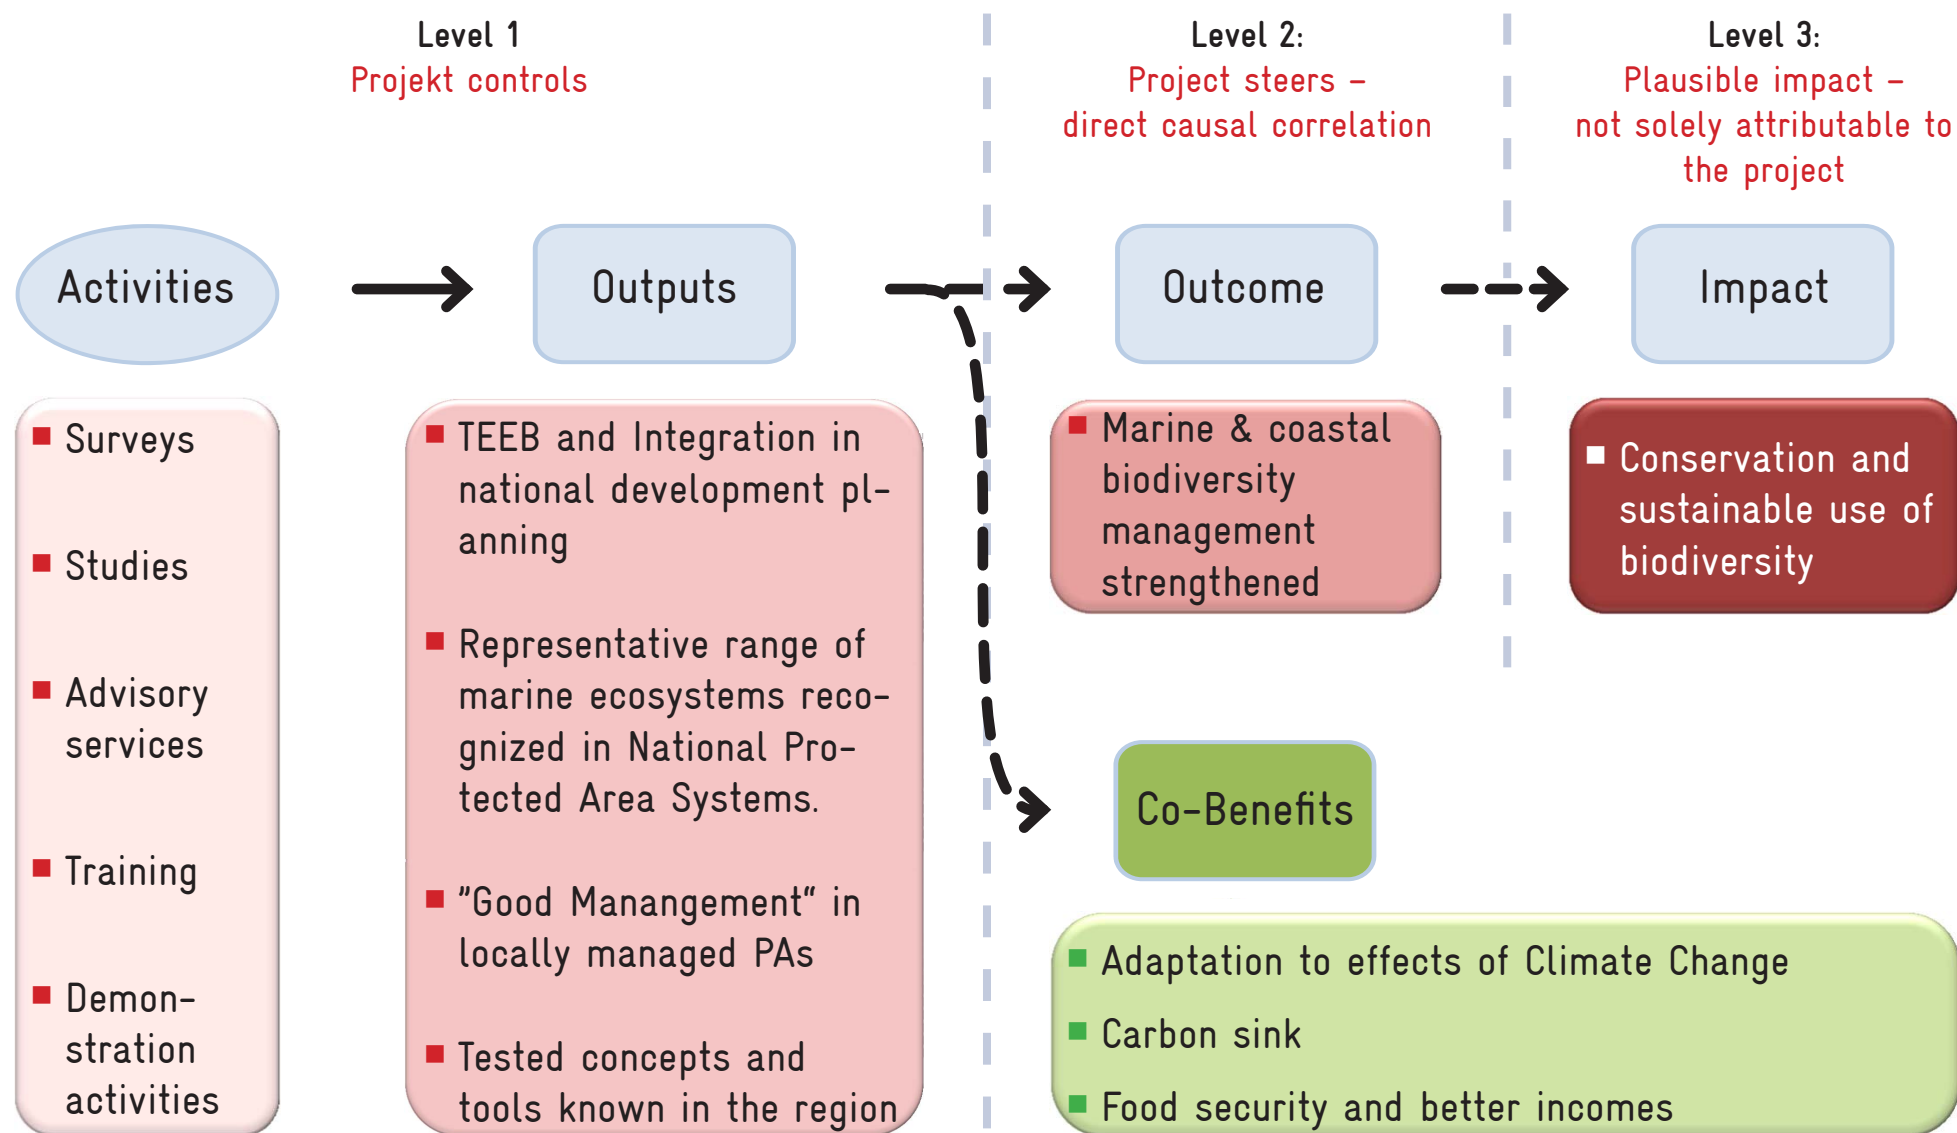 Level 1
Projekt controls
Level 2:
Project steers –
direct causal correlation
Level 3:
Plausible impact –
not solely attributable to
the project
Activities
Outputs
Outcome
Impact
Surveys
Studies
Advisory
services
Training
Demon-
stration
activities
TEEB and Integration in
national development pl-
anning
Representative range of
marine ecosystems reco-
gnized in National Pro-
tected Area Systems.
"Good Manangement“ in
locally managed PAs
Tested concepts and
tools known in the region
Marine & coastal
biodiversity
management
strengthened
Conservation and
sustainable use of
biodiversity
Co-Benefits
Adaptation to effects of Climate Change
Carbon sink
Food security and better incomes